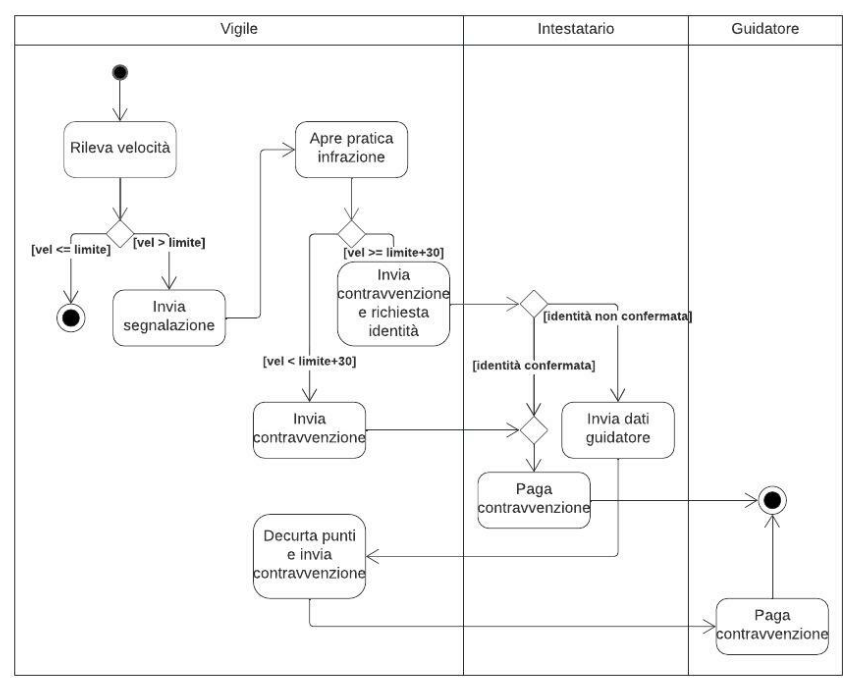 Vigile
Intestatario
Guidatore
Rileva velocità
Apre pratica
infrazione
[vel <= limite]
[vel > limite]
[vel >= limite+30]
Invia
segnalazione
Invia
contravvenzione
e richiesta
identità
[identità non confermata]
[vel < limite+30]
[identità confermata]
Invia
contravvenzione
Invia dati
guidatore
Paga
contravvenzione
Decurta punti
e invia
contravvenzione
Paga
contravvenzione